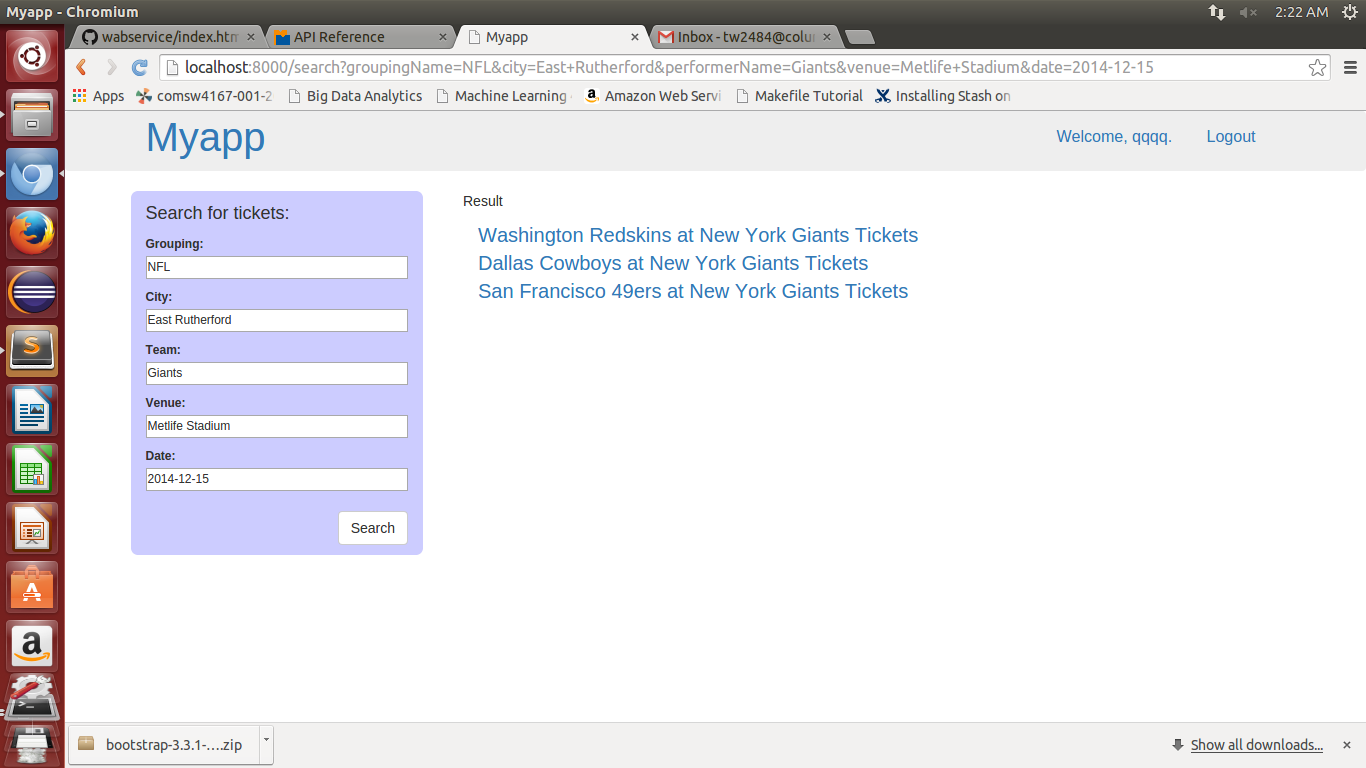 Myapp - Chromium
2:22 AM
wabservice/index.htm
API Reference
Myapp
Inbox - tw2484@colu
localhost:8000/search?groupingName=NFL&city=East+Rutherford&performerName=Giants&venue=Metlife+Stadium&date=2014-12-15
Apps
comsw4167-001-2
Big Data Analytics
Machine Learning
Amazon Web Servi
Makefile Tutorial
Installing Stash on
Myapp
Welcome, qqqq.
Logout
Search for tickets:
Grouping:
NFL
City:
East Rutherford
Team:
Giants
Venue:
Metlife Stadium
Date:
2014-12-15
Search
Result
Washington Redskins at New York Giants Tickets
Dallas Cowboys at New York Giants Tickets
San Francisco 49ers at New York Giants Tickets
bootstrap-3.3.1-....zip
Show all downloads...